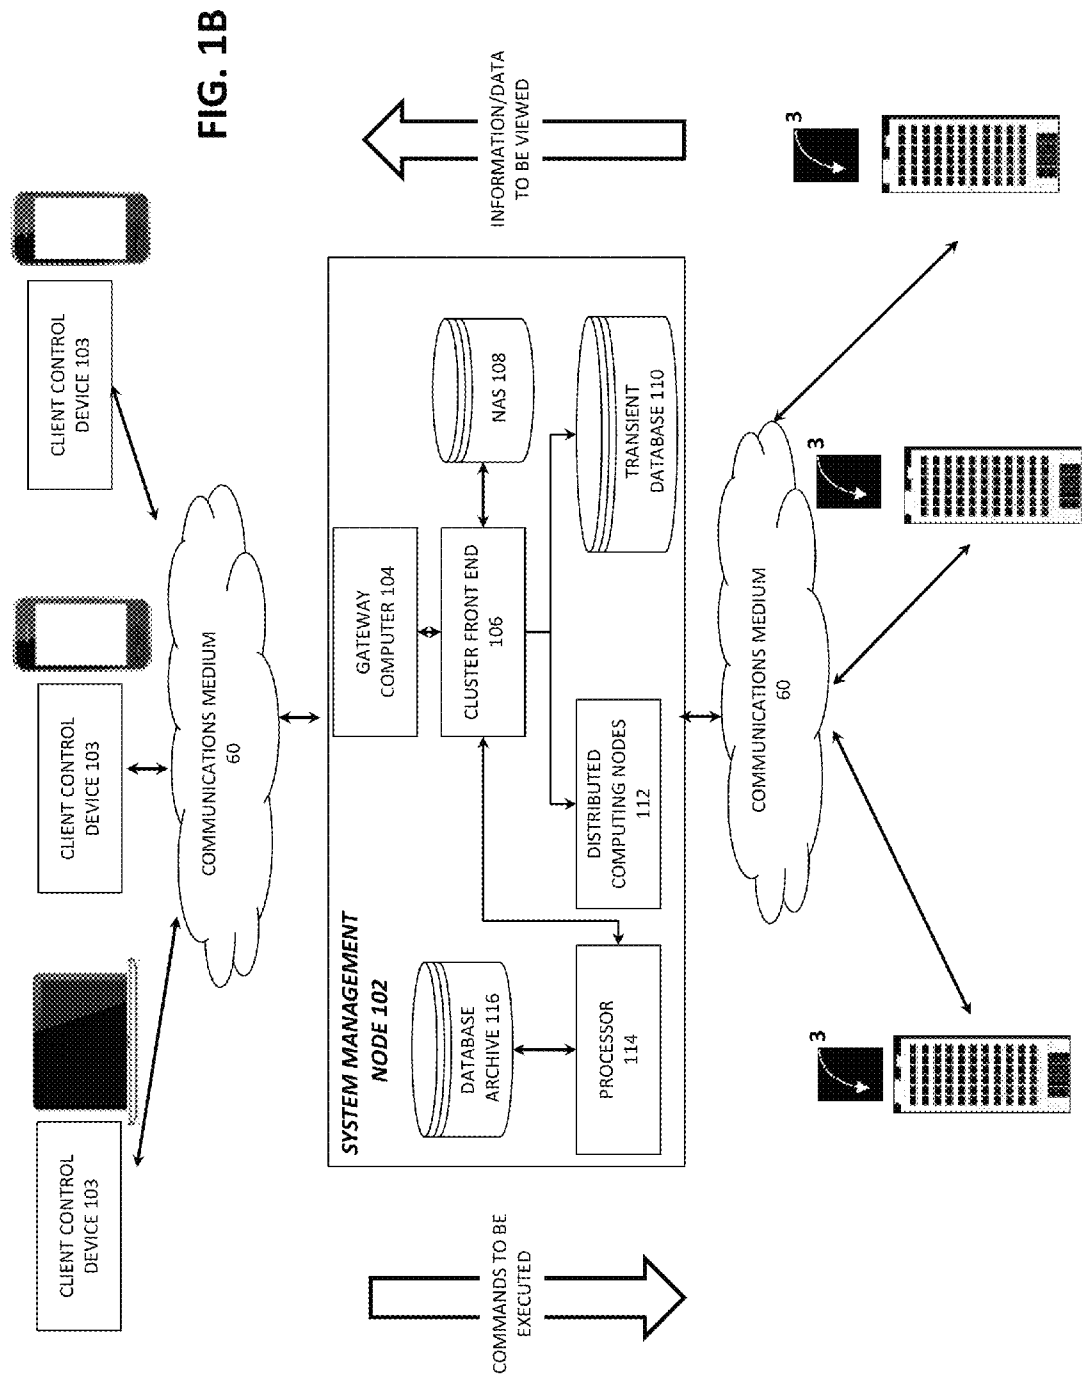 FIG. 1B
CLIENT CONTROL
DEVICE 103
CLIENT CONTROL
DEVICE 103
CLIENT CONTROL
DEVICE 103
COMMUNICATIONS MEDIUM
60
COMMANDS TO BE
EXECUTED
INFORMATION/DATA
TO BE VIEWED
SYSTEM MANAGEMENT
NODE 102
GATEWAY
COMPUTER 104
DATABASE
ARCHIVE 116
CLUSTER FRONT END
106
NAS 108
PROCESSOR
114
DISTRIBUTED
COMPUTING NODES
112
TRANSIENT
DATABASE 110
COMMUNICATIONS MEDIUM
60
3
3
3